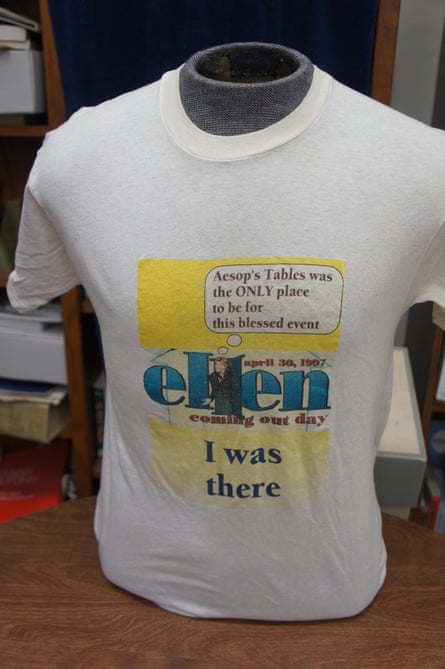 Aesop's Tables was
the ONLY place
to be for
this blessed event
april 30, 1997
ellen
coming out day
I was
there